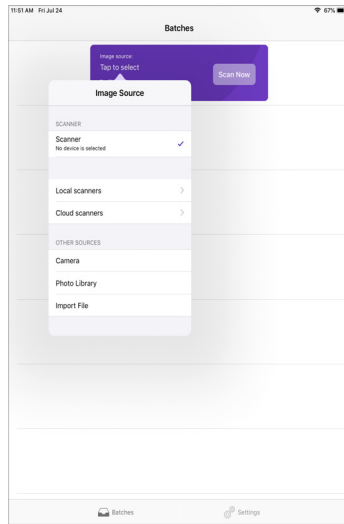 11:51 AM Fri Jul 24
67%
Batches
Image source:
Tap to select
Scan Now
Image Source
SCANNER
Scanner
No device is selected
Local scanners
Cloud scanners
OTHER SOURCES
Camera
Photo Library
Import File
Batches
Settings